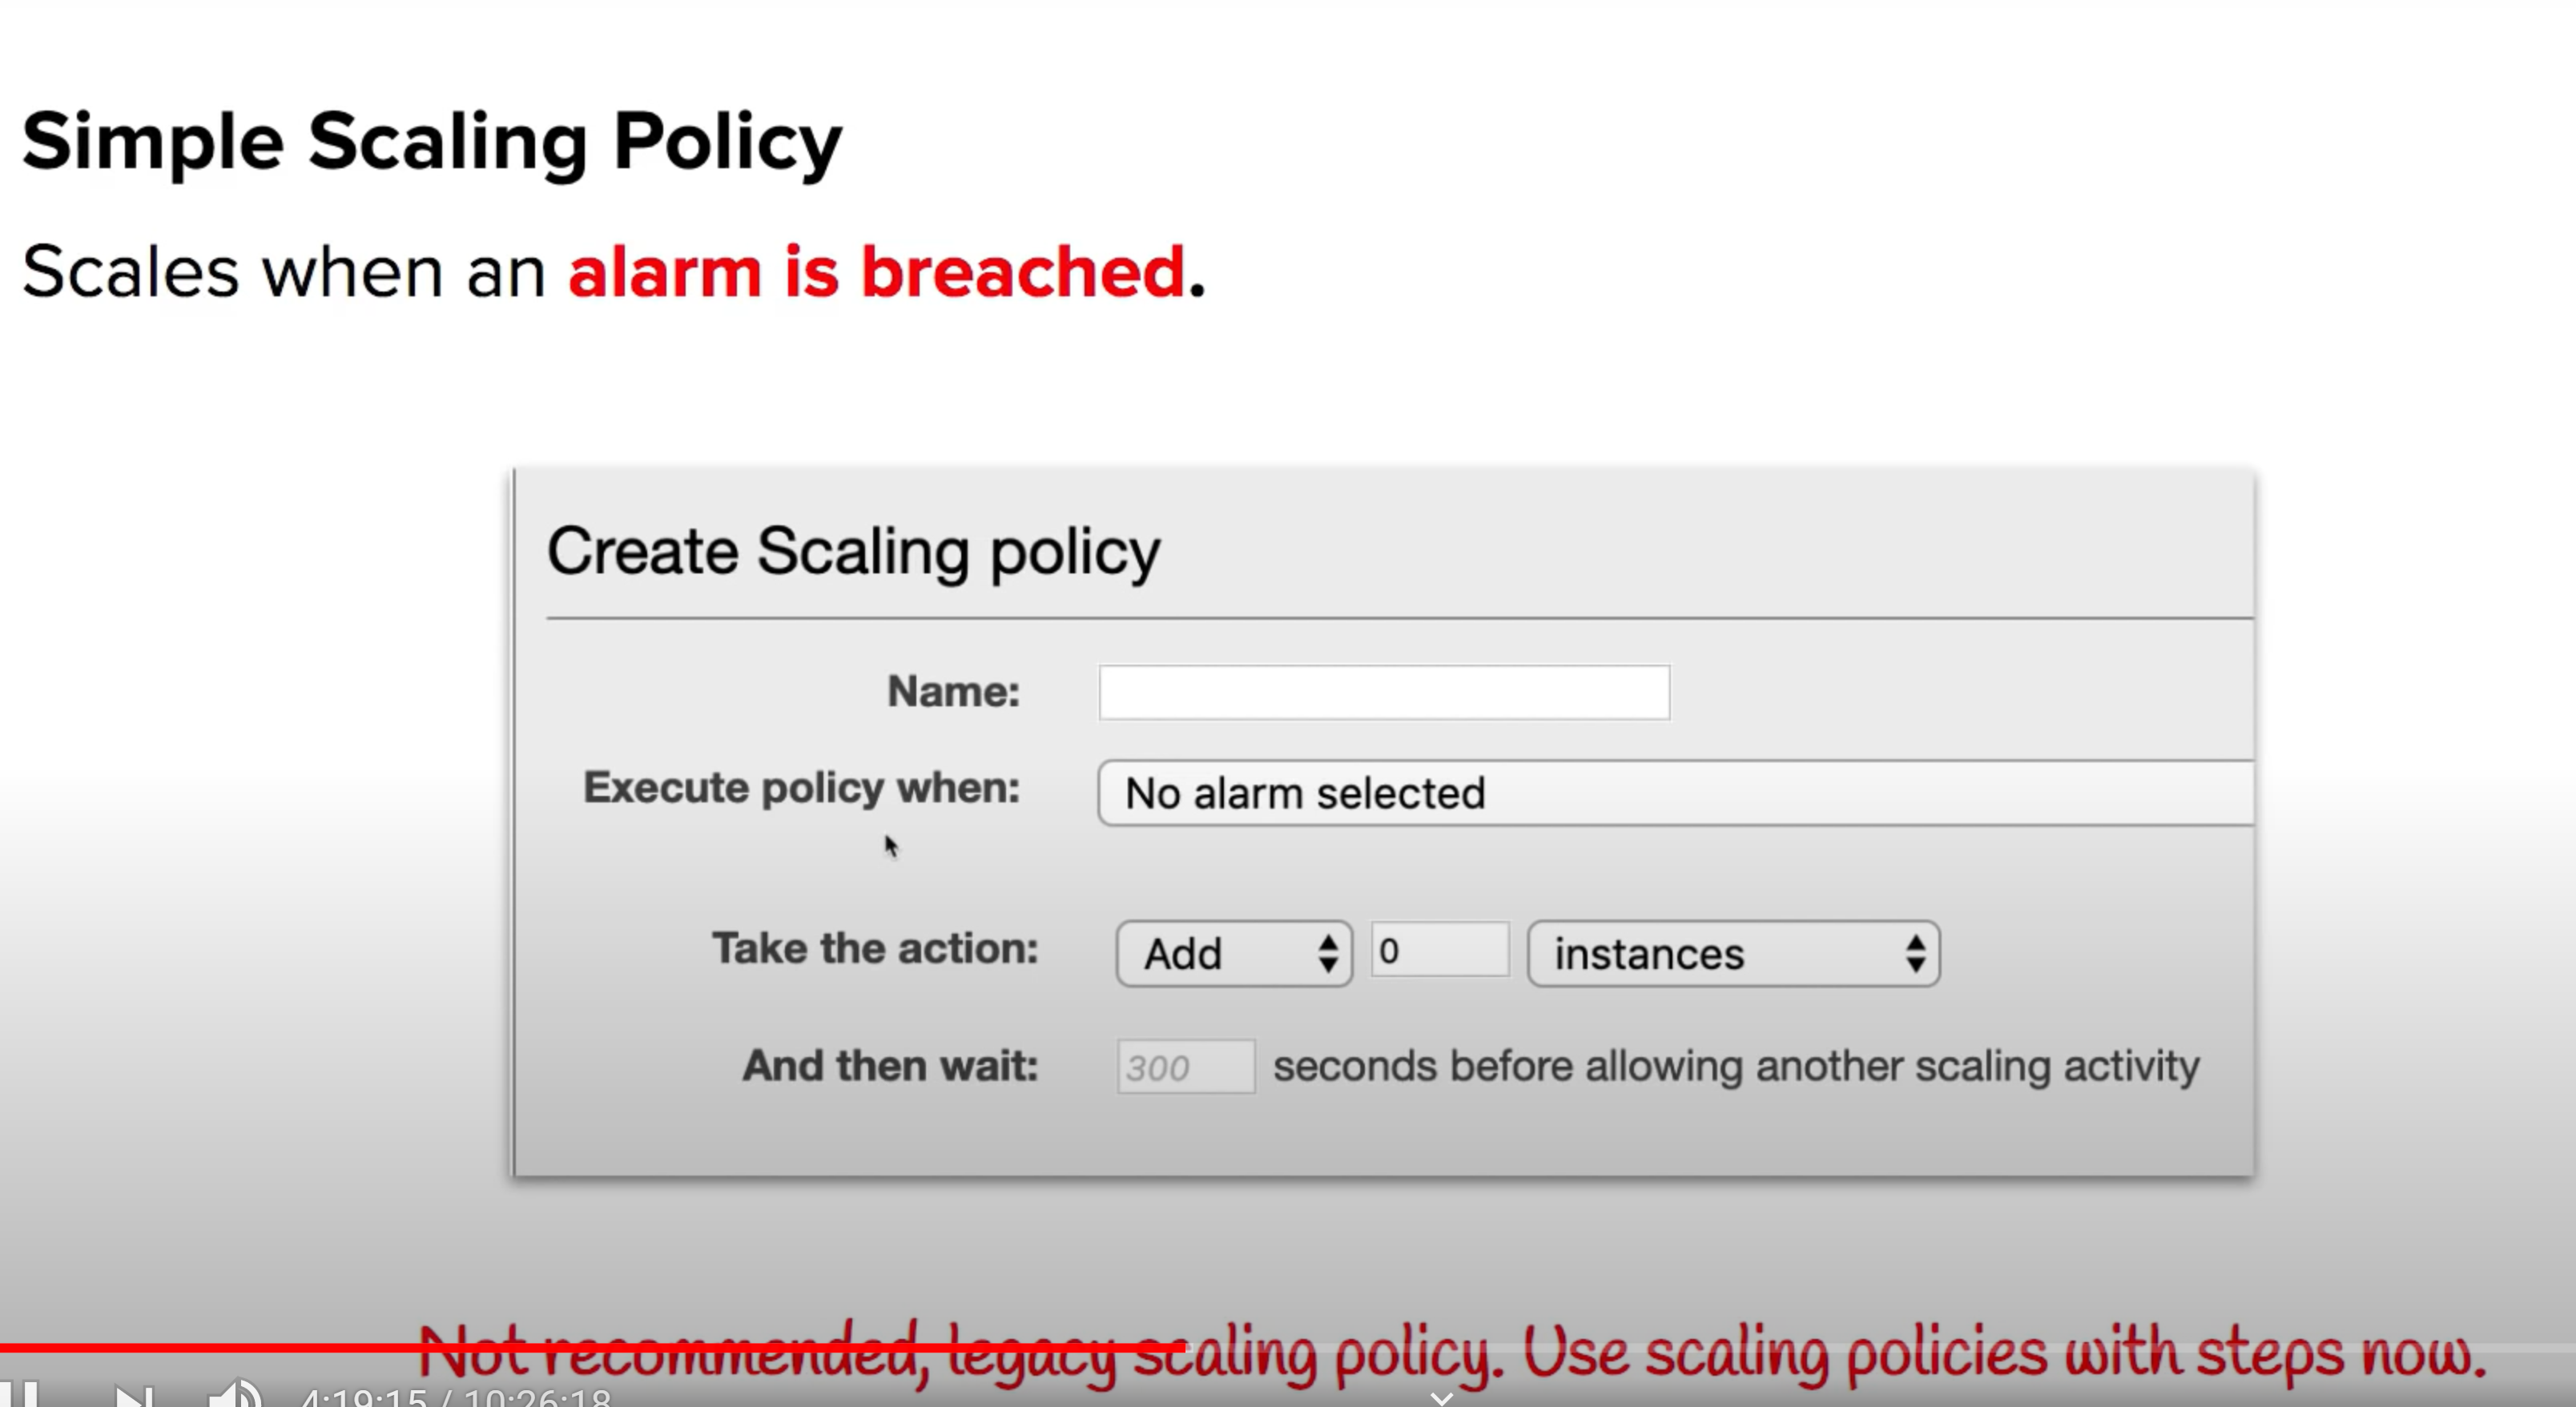 Simple Scaling Policy
Scales when an alarm is breached.
Create Scaling policy
Name:
Execute policy when: No alarm selected
Take the action: Add 0 instances
And then wait: 300 seconds before allowing another scaling activity
Not recommended, legacy scaling policy. Use scaling policies with steps now.
4:19:15 / 10:26:18